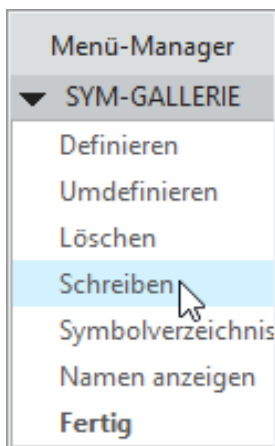 Menü-Manager
SYM-GALLERIE
Definieren
Umdefinieren
Löschen
Schreiben
Symbolverzeichnis
Namen anzeigen
Fertig